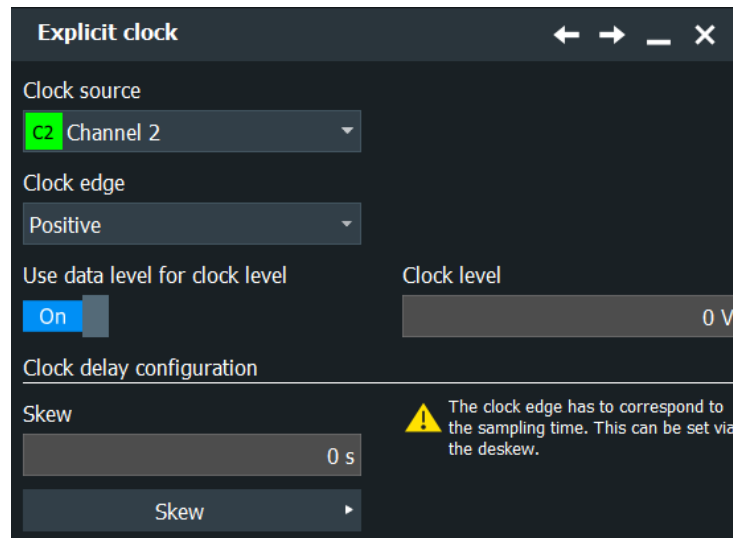 Explicit clock
Clock source
C2 Channel 2
Clock edge
Positive
Use data level for clock level
Clock level
On
0 V
Clock delay configuration
Skew
The clock edge has to correspond to
the sampling time. This can be set via
the deskew.
0 s
Skew